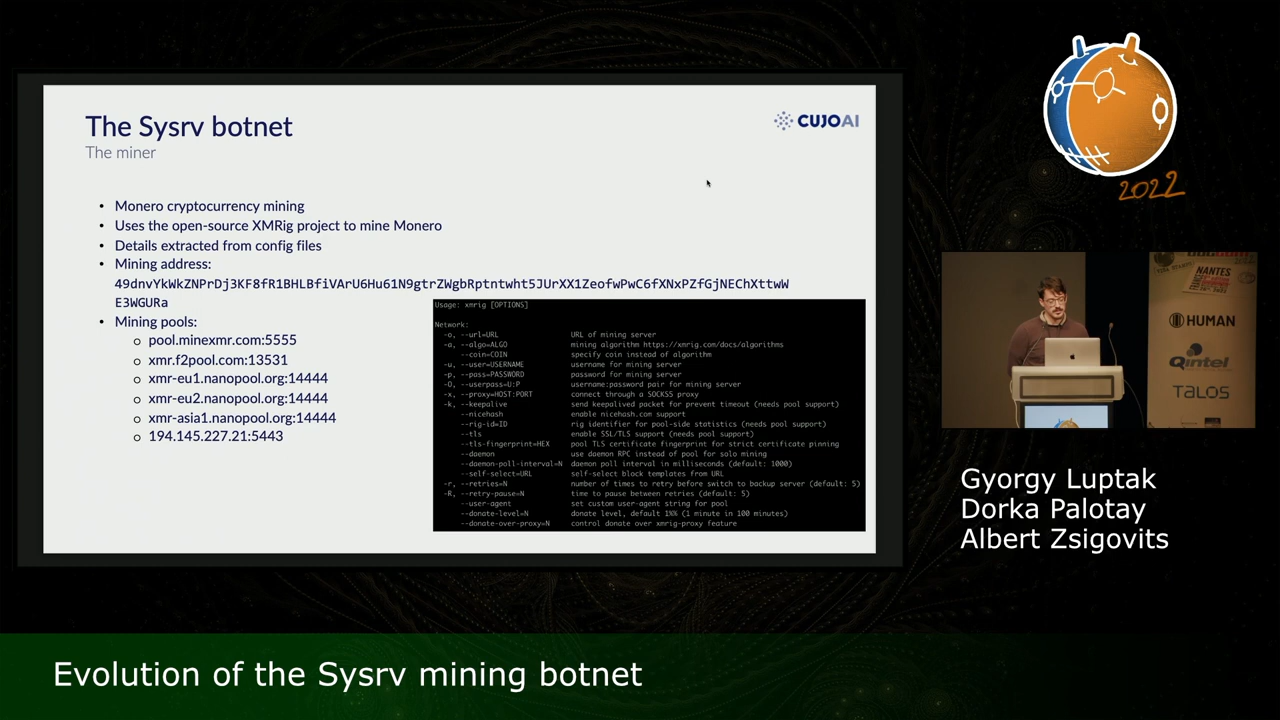 The Sysrv botnet
The miner
CUJOAI
• Monero cryptocurrency mining
• Uses the open-source XMRig project to mine Monero
• Details extracted from config files
• Mining address:
49dnvYkWkZNPrDj3KF8fR1BHLBfiVArU6Hu61N9gtrZWgbRptntwht5JUrXX1ZeofwPwC6fXNxPZfGjNEChXttwW
E3WGURa
• Mining pools:
o pool.minexmr.com:5555
o xmr.f2pool.com:13531
o xmr-eu1.nanopool.org:14444
o xmr-eu2.nanopool.org:14444
o xmr-asia1.nanopool.org:14444
o 194.145.227.21:5443
Usage: xmrig [OPTIONS]
Network:
-o, --url=URL URL of mining server
-a, --algo=ALGO mining algorithm https://xmrig.com/docs/algorithms
--coin=COIN specify coin instead of algorithm
-u, --user=USERNAME username for mining server
-p, --pass=PASSWORD password for mining server
-O, --userpass=U:P username:password pair for mining server
-x, --proxy=HOST:PORT connect through a SOCKS5 proxy
-k, --keepalive send keepalived packet for prevent timeout (needs pool support)
--nicehash enable nicehash.com support
--rig-id=ID rig identifier for pool-side statistics (needs pool support)
--tls enable SSL/TLS support (needs pool support)
--tls-fingerprint=HEX pool TLS certificate fingerprint for strict certificate pinning
--daemon use daemon RPC instead of pool for solo mining
--daemon-poll-interval=N daemon poll interval in milliseconds (default: 1000)
--self-select=URL self-select block templates from URL
-r, --retries=N number of times to retry before switch to backup server (default: 5)
-R, --retry-pause=N time to pause between retries (default: 5)
--user-agent set custom user-agent string for pool
--donate-level=N donate level, default 1%% (1 minute in 100 minutes)
--donate-over-proxy=N control donate over xmrig-proxy feature
2022
NANTES
HUMAN
Qintel
TALOS
Gyorgy Luptak
Dorka Palotay
Albert Zsigovits
Evolution of the Sysrv mining botnet